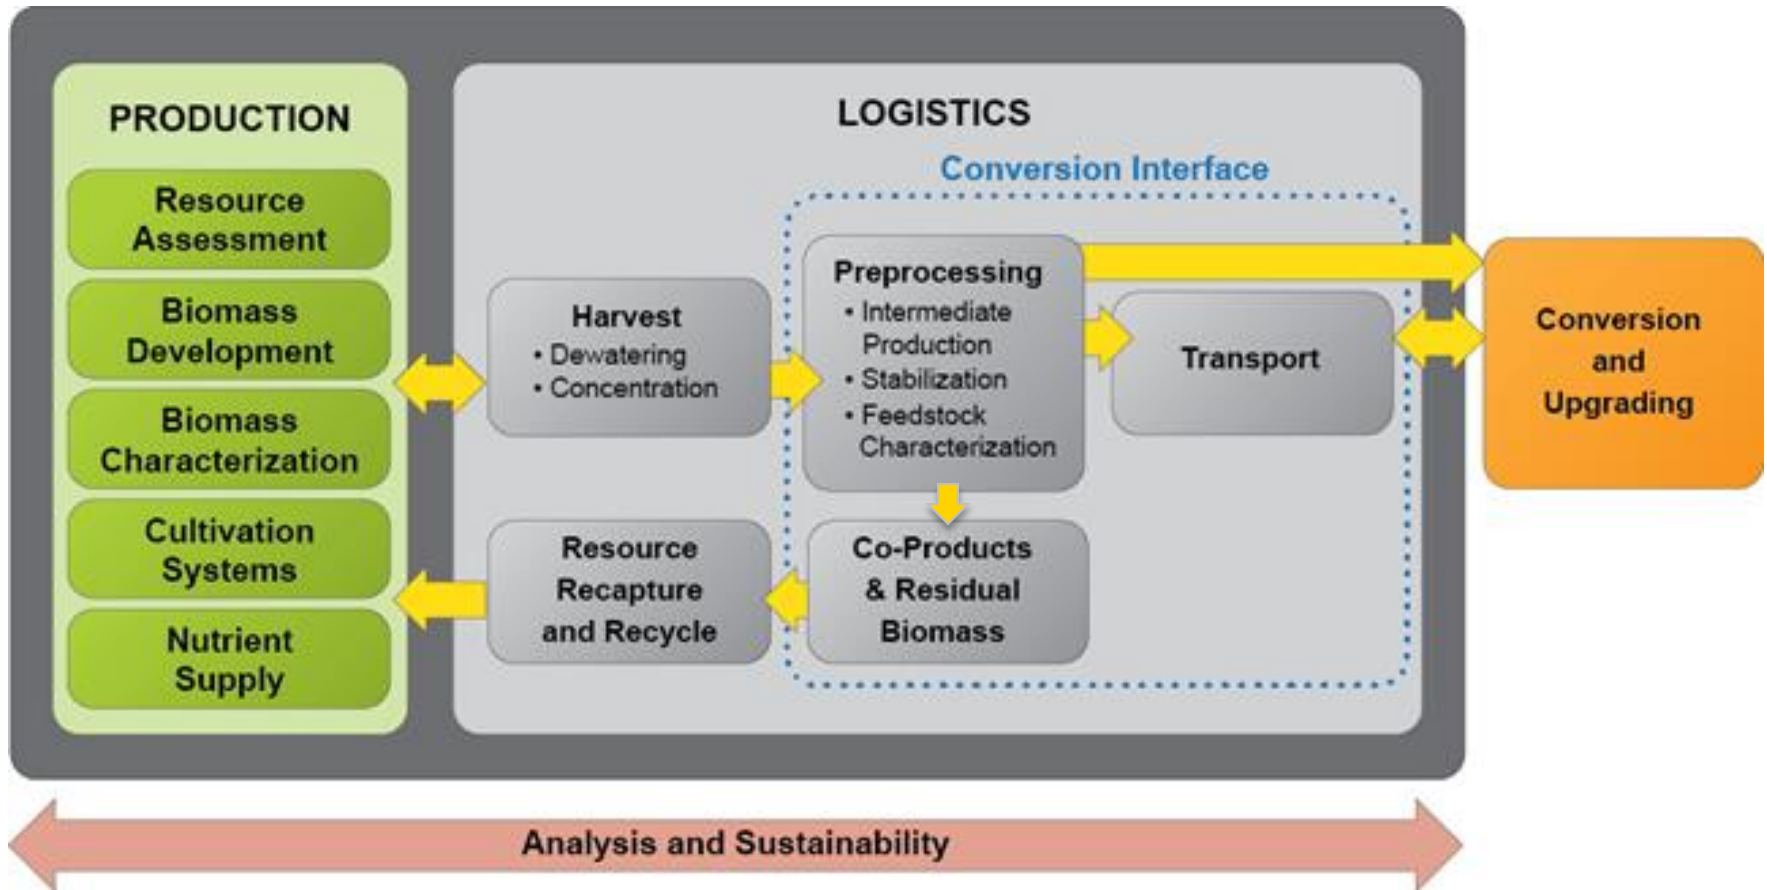 PRODUCTION
Resource
Assessment
Biomass
Development
Biomass
Characterization
Cultivation
Systems
Nutrient
Supply
LOGISTICS
Conversion Interface
Harvest
• Dewatering
• Concentration
Preprocessing
• Intermediate
Production
• Stabilization
• Feedstock
Characterization
Transport
Resource
Recapture
and Recycle
Co-Products
& Residual
Biomass
Conversion
and
Upgrading
Analysis and Sustainability